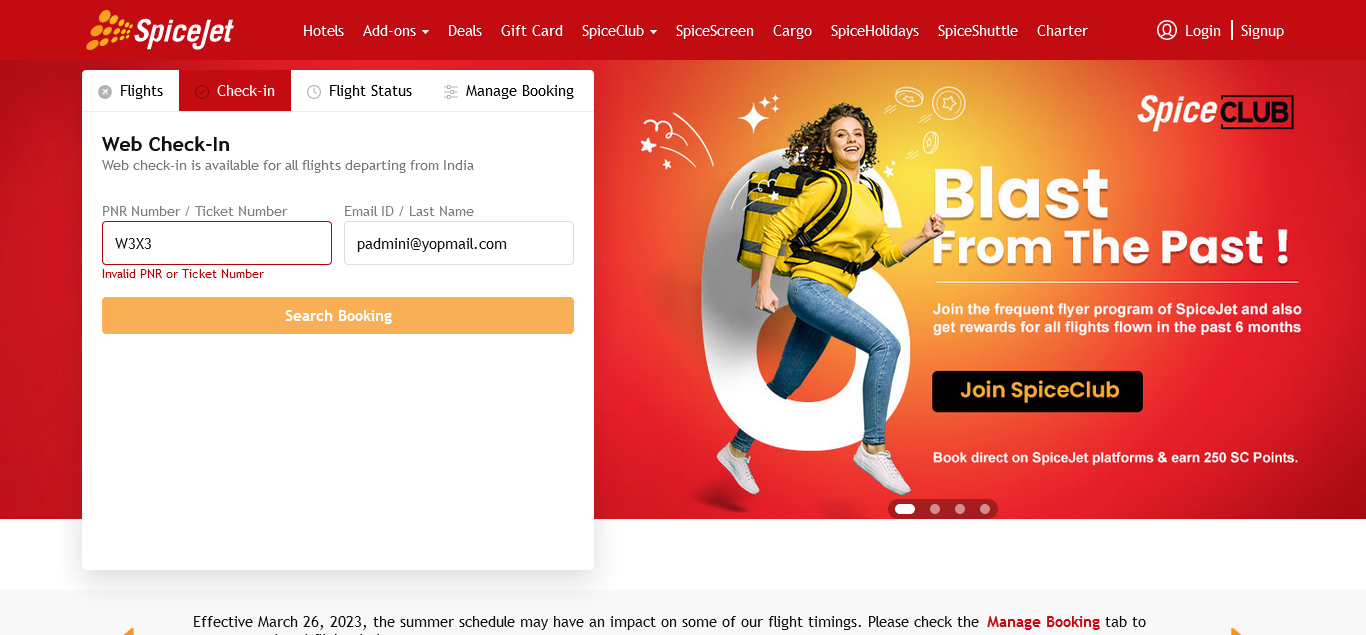 SpiceJet
Hotels Add-ons Deals Gift Card SpiceClub SpiceScreen Cargo SpiceHolidays SpiceShuttle Charter Login Signup
Flights Check-in Flight Status Manage Booking
Web Check-In
Web check-in is available for all flights departing from India
PNR Number / Ticket Number Email ID / Last Name
W3X3 padmini@yopmail.com
Invalid PNR or Ticket Number
Search Booking
SpiceCLUB
Blast
From The Past !
Join the frequent flyer program of SpiceJet and also
get rewards for all flights flown in the past 6 months
Join SpiceClub
Book direct on SpiceJet platforms & earn 250 SC Points.
Effective March 26, 2023, the summer schedule may have an impact on some of our flight timings. Please check the Manage Booking tab to